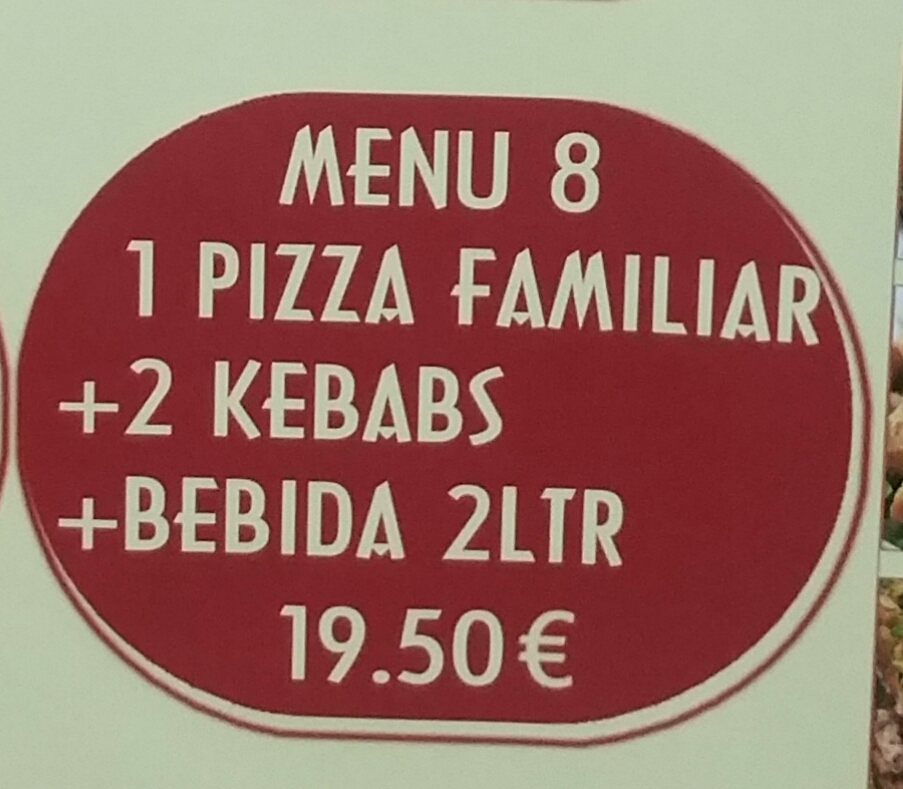 MENU 8
1 PIZZA FAMILIAR
+2 KEBABS
+BEBIDA 2LTR
19.50€